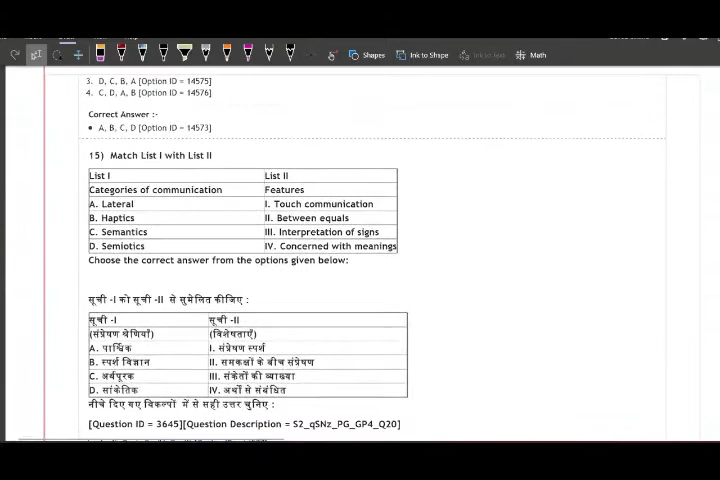 Shapes Ink to Shape Ink to Text Math
3. D, C, B, A [Option ID = 14575]
4. C, D, A, B [Option ID = 14576]
Correct Answer :-
• A, B, C, D [Option ID = 14573]
15) Match List I with List II
List I List II
Categories of communication Features
A. Lateral I. Touch communication
B. Haptics II. Between equals
C. Semantics III. Interpretation of signs
D. Semiotics IV. Concerned with meanings
Choose the correct answer from the options given below:
सूची -I को सूची -II से सुमेलित कीजिए :
सूची -I सूची -II
(संप्रेषण श्रेणियाँ) (विशेषताएँ)
A. पार्श्विक I. संप्रेषण स्पर्श
B. स्पर्श विज्ञान II. समकक्षों के बीच संप्रेषण
C. अर्थपूरक III. संकेतों की व्याख्या
D. सांकेतिक IV. अर्थों से संबंधित
नीचे दिए गए विकल्पों में से सही उत्तर चुनिए :
[Question ID = 3645][Question Description = S2_qSNz_PG_GP4_Q20]